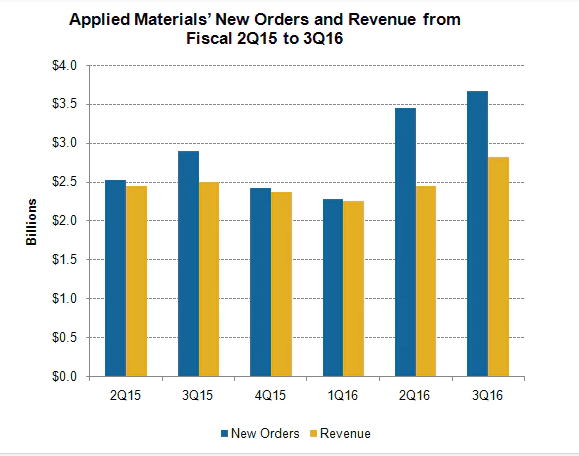 Applied Materials’ New Orders and Revenue from
Fiscal 2Q15 to 3Q16
$4.0
$3.5
$3.0
$2.5
$2.0
$1.5
$1.0
$0.5
$0.0
Billions
2Q15 3Q15 4Q15 1Q16 2Q16 3Q16
New Orders Revenue